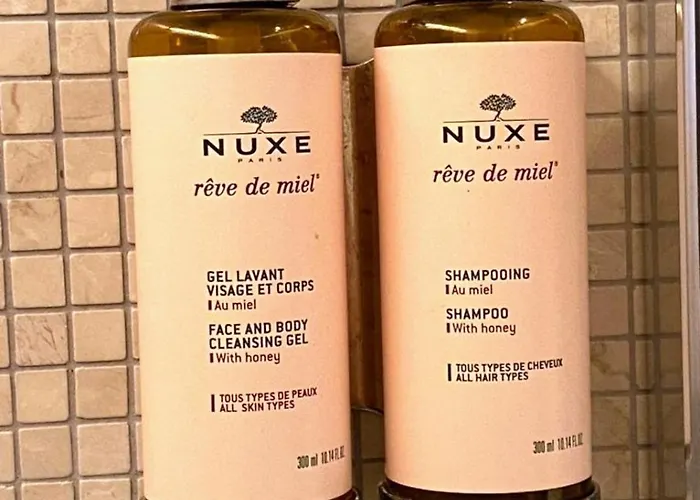 NUXE
PARIS
rêve de miel®
GEL LAVANT
VISAGE ET CORPS
Au miel
FACE AND BODY
CLEANSING GEL
With honey
TOUS TYPES DE PEAUX
ALL SKIN TYPES
300 ml 10.14 FL.OZ.
NUXE
PARIS
rêve de miel®
SHAMPOOING
Au miel
SHAMPOO
With honey
TOUS TYPES DE CHEVEUX
ALL HAIR TYPES
300 ml 10.14 FL.OZ.